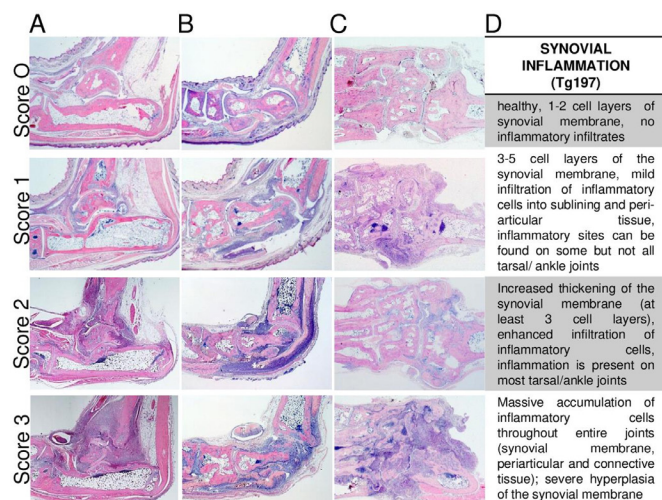 A B C D
Score 0
Score 1
Score 2
Score 3
SYNOVIAL
INFLAMMATION
(Tg197)
healthy, 1-2 cell layers of
synovial membrane, no
inflammatory infiltrates
3-5 cell layers of the
synovial membrane, mild
infiltration of inflammatory
cells into sublining and peri-
articular tissue,
inflammatory sites can be
found on some but not all
tarsal/ ankle joints
Increased thickening of the
synovial membrane (at
least 3 cell layers),
enhanced infiltration of
inflammatory cells,
inflammation is present on
most tarsal/ankle joints
Massive accumulation of
inflammatory cells
throughout entire joints
(synovial membrane,
periarticular and connective
tissue); severe hyperplasia
of the synovial membrane